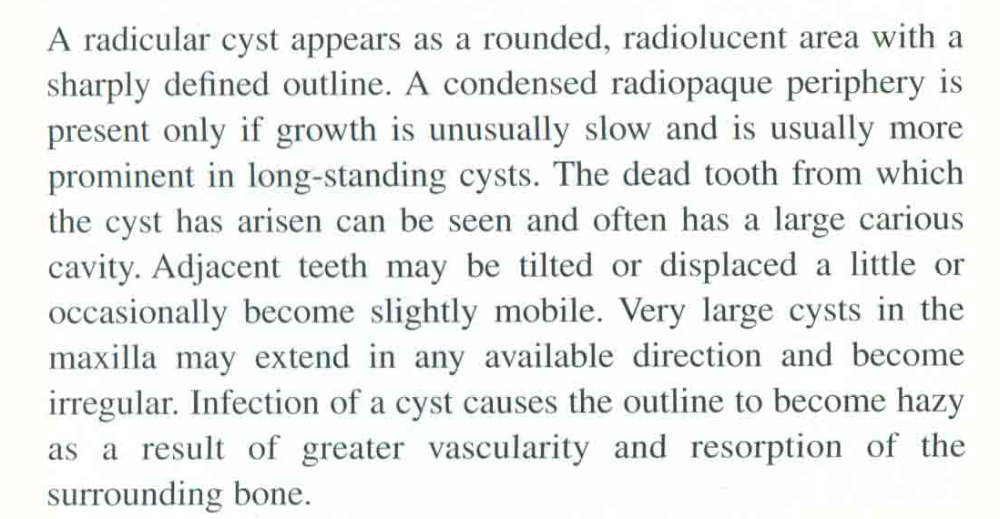 A radicular cyst appears as a rounded, radiolucent area with a
sharply defined outline. A condensed radiopaque periphery is
present only if growth is unusually slow and is usually more
prominent in long-standing cysts. The dead tooth from which
the cyst has arisen can be seen and often has a large carious
cavity. Adjacent teeth may be tilted or displaced a little or
occasionally become slightly mobile. Very large cysts in the
maxilla may extend in any available direction and become
irregular. Infection of a cyst causes the outline to become hazy
as a result of greater vascularity and resorption of the
surrounding bone.